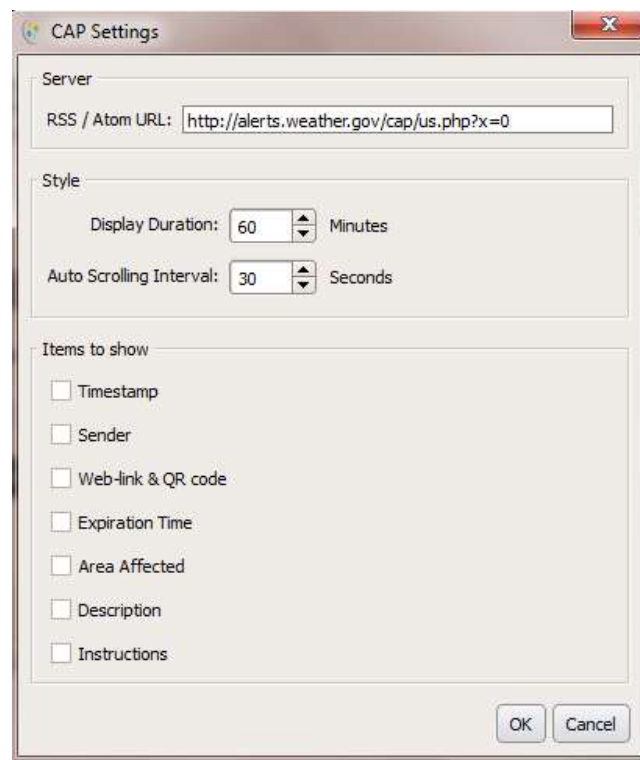 CAP Settings
Server
RSS / Atom URL: http://alerts.weather.gov/cap/us.php?x=0
Style
Display Duration: 60 Minutes
Auto Scrolling Interval: 30 Seconds
Items to show
Timestamp
Sender
Web-link & QR code
Expiration Time
Area Affected
Description
Instructions
OK Cancel